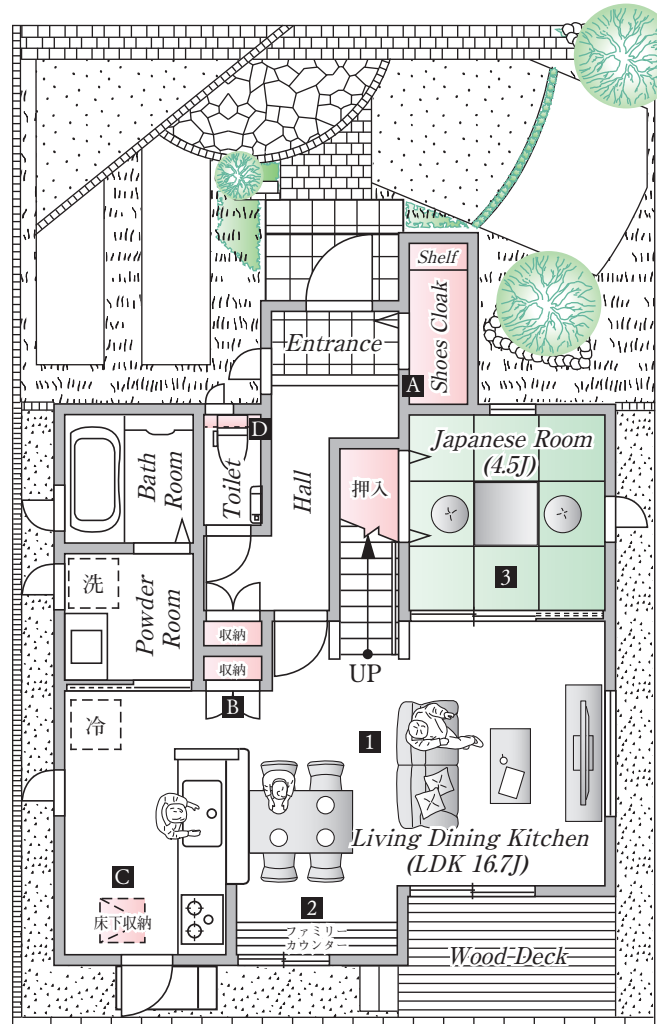 Shelf
Shoes Cloak
Entrance
A
D
Japanese Room
(4.5J)
Bath
Room
Toilet
Hall
押入
3
洗
Powder
Room
収納
収納
UP
B
冷
1
Living Dining Kitchen
(LDK 16.7J)
C
床下収納
2
ファミリー
カウンター
Wood-Deck